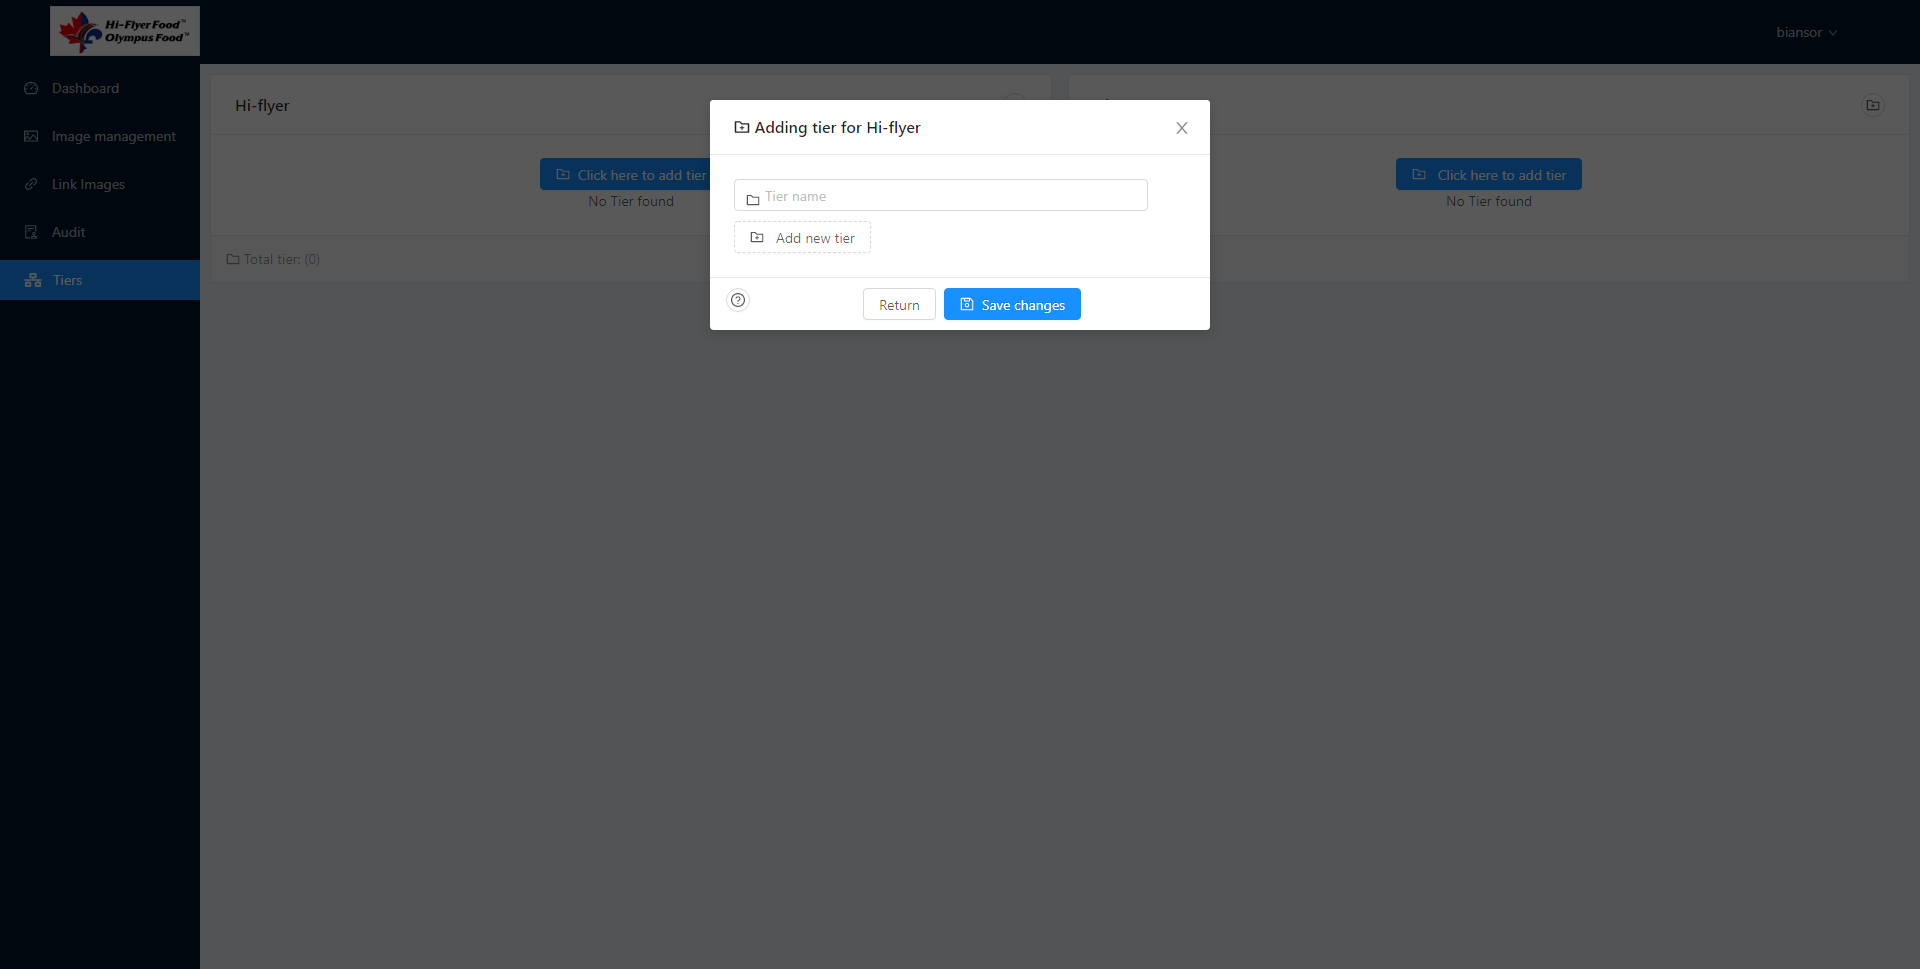 Hi-Flyer Food™
Olympus Food™
biansor
Dashboard
Image management
Link Images
Audit
Tiers
Hi-flyer
Click here to add tier
No Tier found
Total tier: (0)
Adding tier for Hi-flyer
Tier name
Add new tier
Return
Save changes
Click here to add tier
No Tier found